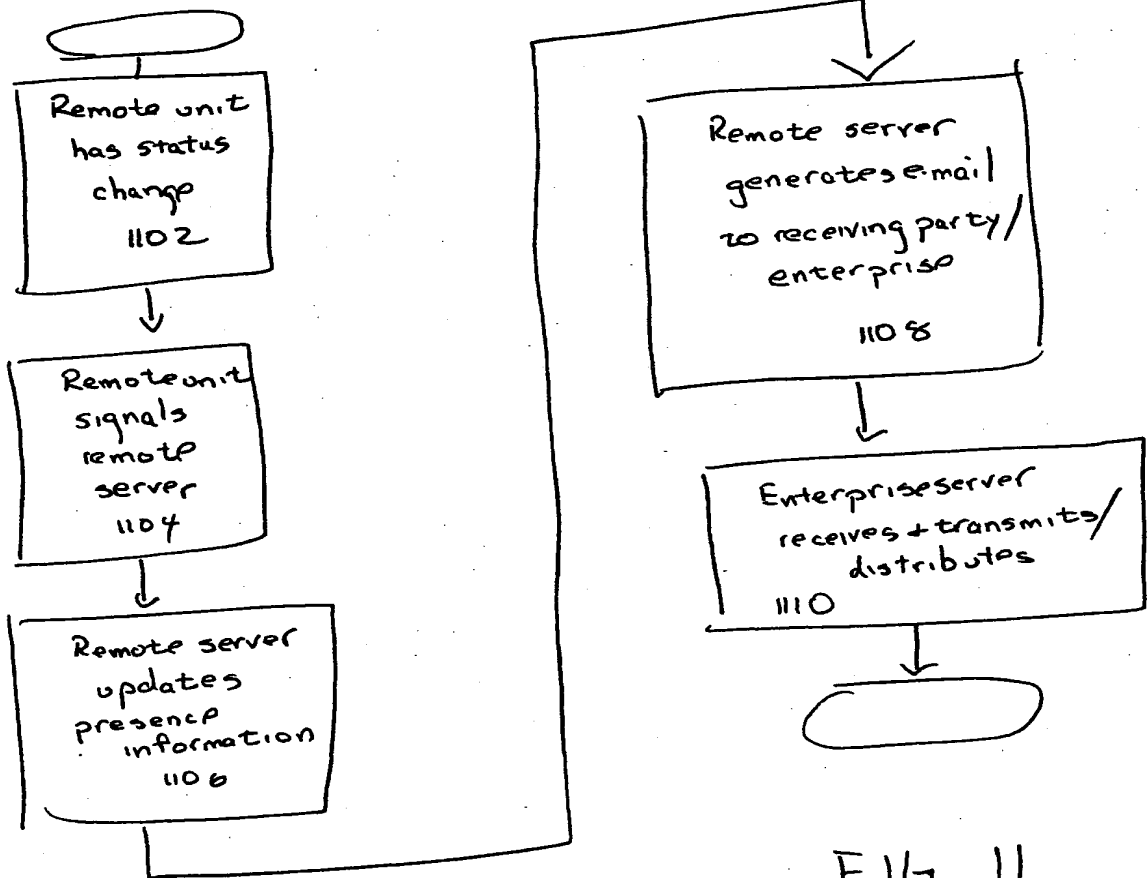 Remote unit
has status
change
1102
Remote unit
signals
remote
server
1104
Remote server
updates
presence
information
1106
Remote server
generates e-mail
to receiving party/
enterprise
1108
Enterprise server
receives + transmits/
distributes
1110
FIG. 11